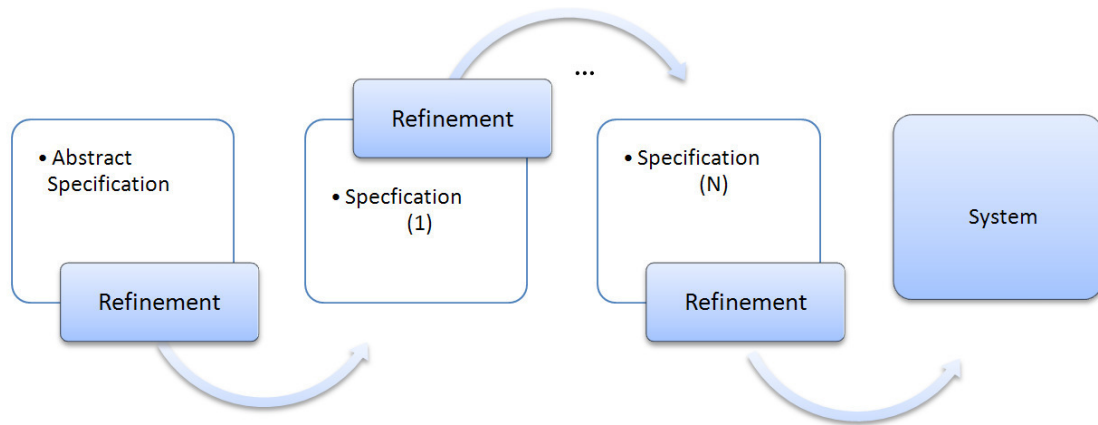 • Abstract
Specification
Refinement
Refinement
• Specfication
(1)
...
• Specification
(N)
Refinement
System